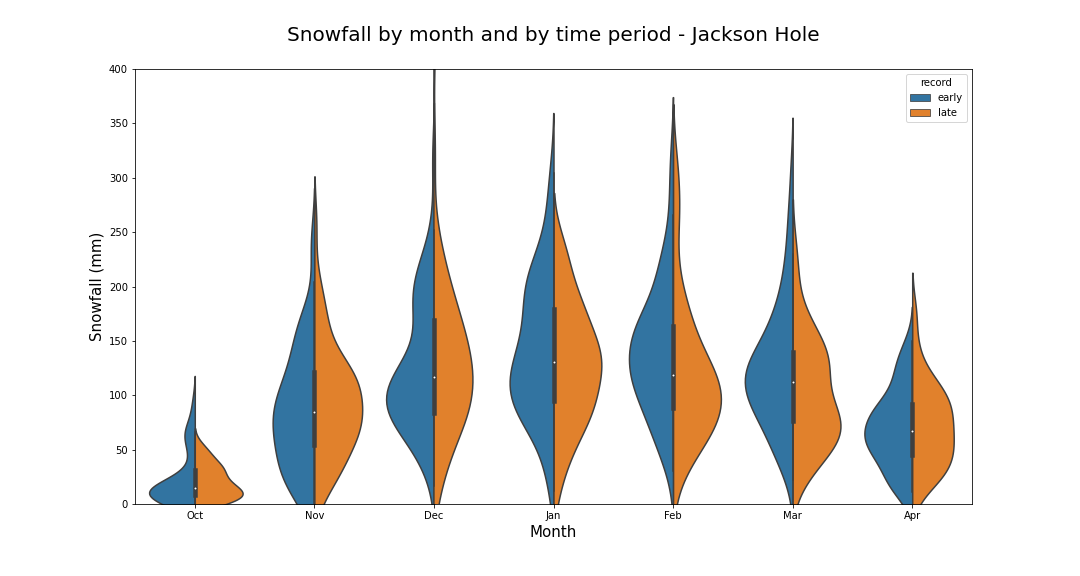 Snowfall by month and by time period - Jackson Hole
record
early
late
Snowfall (mm)
400
350
300
250
200
150
100
50
0
Oct Nov Dec Jan Feb Mar Apr
Month